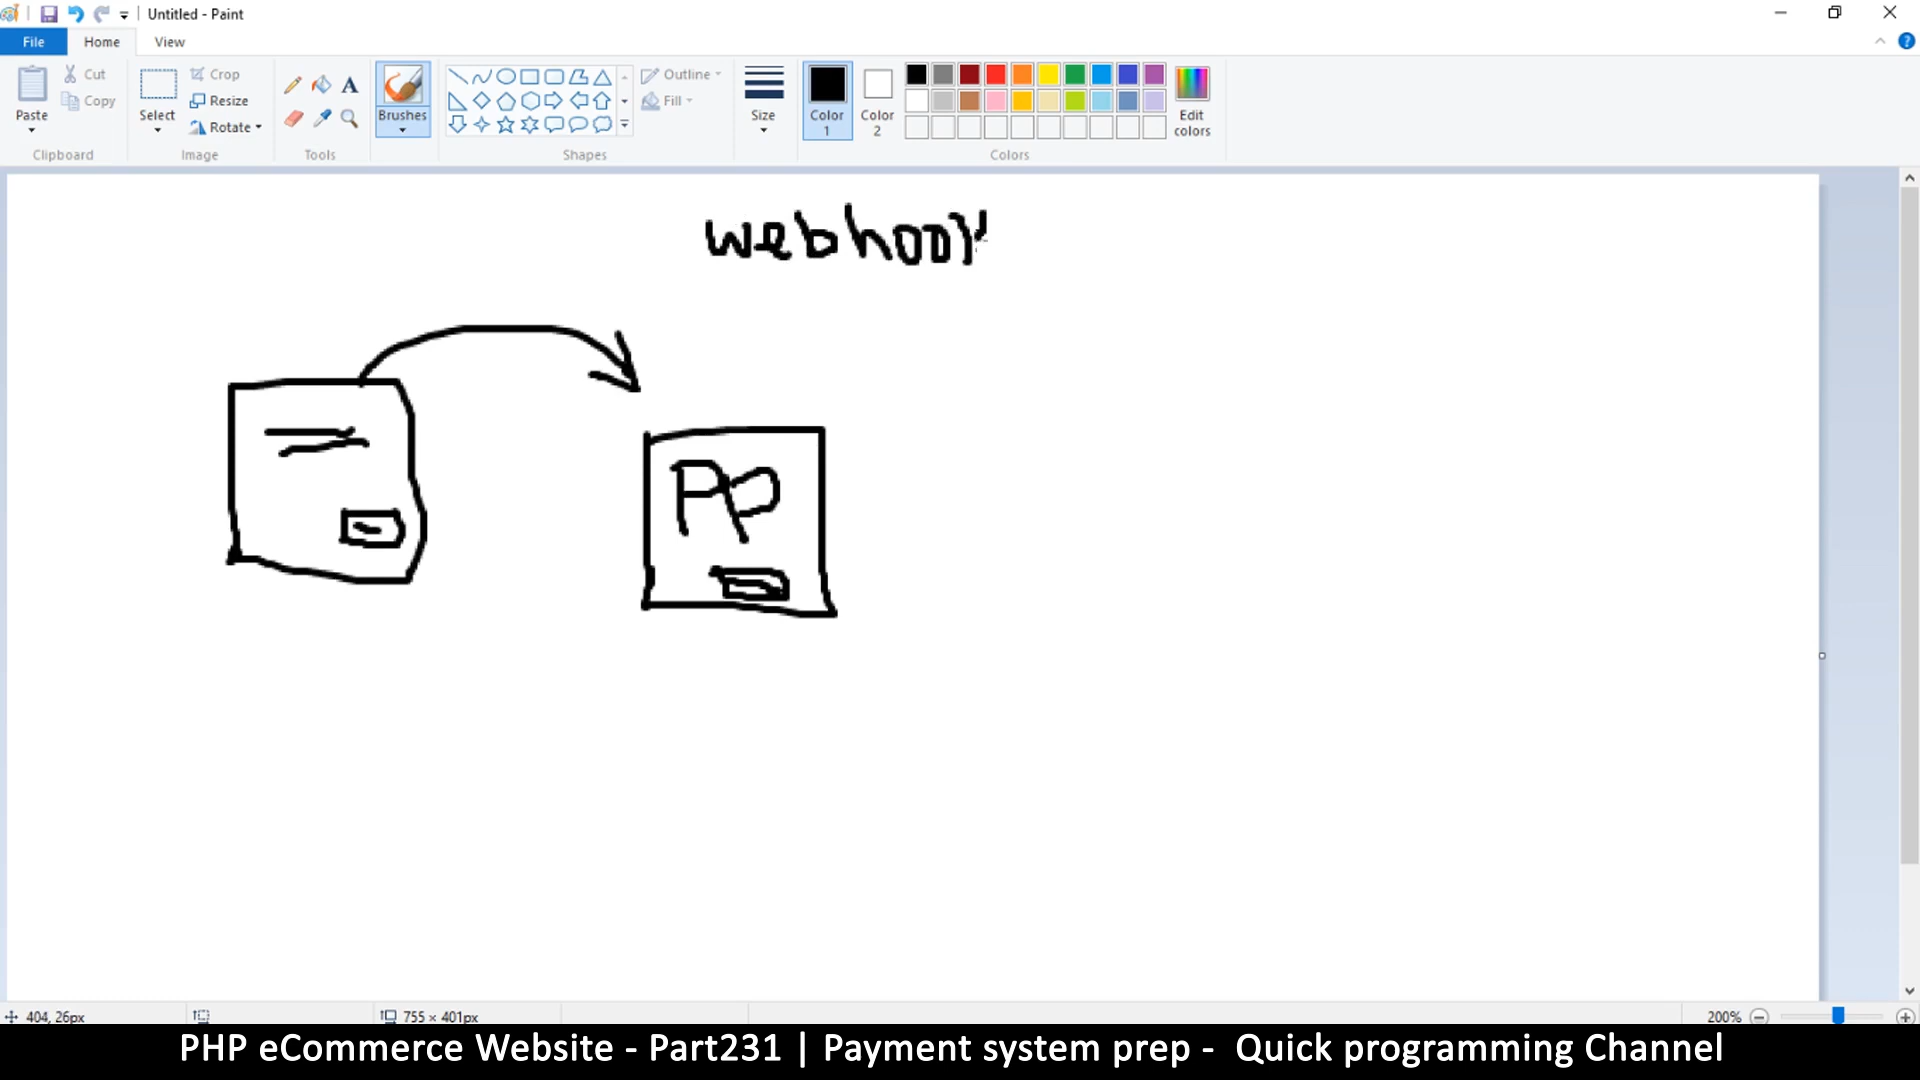 Untitled - Paint
File Home View
Paste
Cut
Copy
Clipboard
Select
Crop
Resize
Rotate
Image
A
Tools
Brushes
Shapes
Outline
Fill
Size
Color 1
Color 2
Edit colors
Colors
webhook
PP
404, 26px
755 × 401px
200%
PHP eCommerce Website - Part231 | Payment system prep - Quick programming Channel